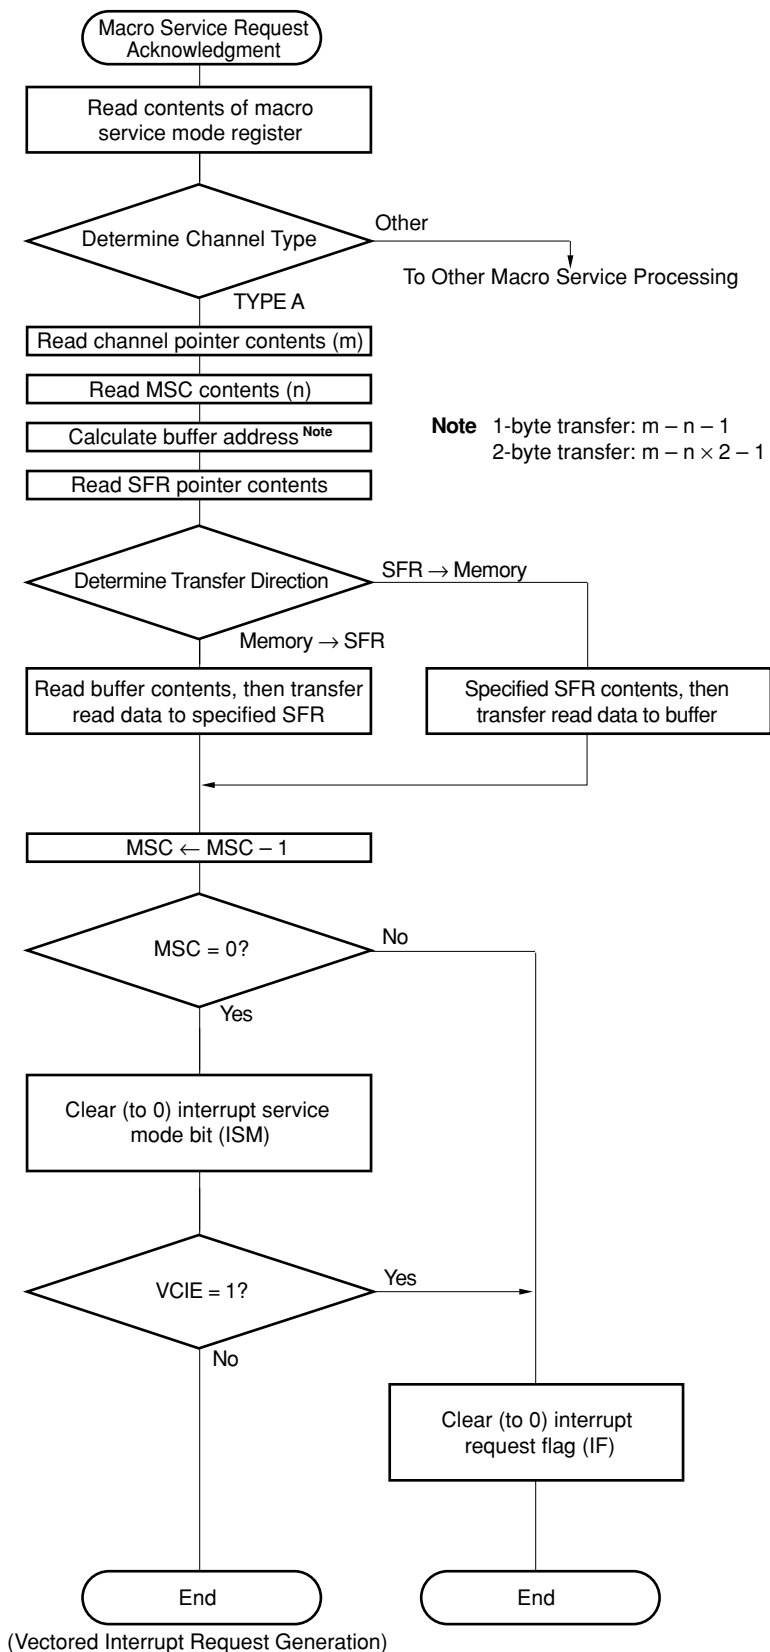 Macro Service Request
Acknowledgment
Read contents of macro
service mode register
Determine Channel Type
Other
To Other Macro Service Processing
TYPE A
Read channel pointer contents (m)
Read MSC contents (n)
Calculate buffer address Note
Note 1-byte transfer: m – n – 1
2-byte transfer: m – n × 2 – 1
Read SFR pointer contents
Determine Transfer Direction
SFR → Memory
Memory → SFR
Read buffer contents, then transfer
read data to specified SFR
Specified SFR contents, then
transfer read data to buffer
MSC ← MSC – 1
MSC = 0?
No
Yes
Clear (to 0) interrupt service
mode bit (ISM)
VCIE = 1?
Yes
No
Clear (to 0) interrupt
request flag (IF)
End
End
(Vectored Interrupt Request Generation)